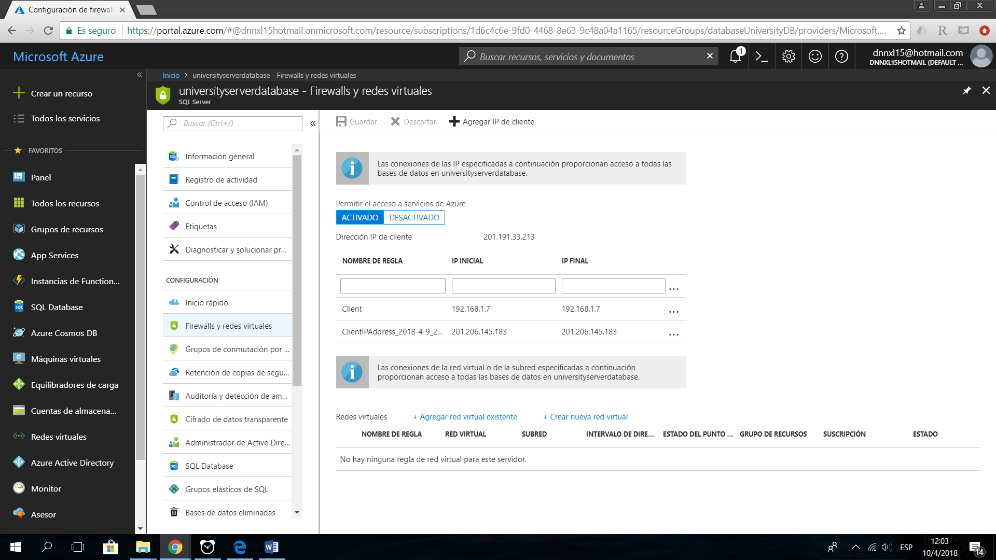 Configuración de firewal
Es seguro
https://portal.azure.com/#@dnnxl15hotmail.onmicrosoft.com/resource/subscriptions/1d6c4c6e-9fd0-4468-8e63-9c48a04a1165/resourceGroups/databaseUniversityDB/providers/Microsoft....
Microsoft Azure
Buscar recursos, servicios y documentos
1
dnnxl15@hotmail.com
DNNXL15HOTMAIL (DEFAULT ...
Inicio > universityserverdatabase - Firewalls y redes virtuales
universityserverdatabase - Firewalls y redes virtuales
SQL Server
Crear un recurso
Todos los servicios
FAVORITOS
Panel
Todos los recursos
Grupos de recursos
App Services
Instancias de Function...
SQL Database
Azure Cosmos DB
Máquinas virtuales
Equilibradores de carga
Cuentas de almacena...
Redes virtuales
Azure Active Directory
Monitor
Asesor
Buscar (Ctrl+/)
Información general
Registro de actividad
Control de acceso (IAM)
Etiquetas
Diagnosticar y solucionar pr...
CONFIGURACIÓN
Inicio rápido
Firewalls y redes virtuales
Grupos de conmutación por ...
Retención de copias de segu...
Auditoría y detección de am...
Cifrado de datos transparente
Administrador de Active Dire...
SQL Database
Grupos elásticos de SQL
Bases de datos eliminadas
Guardar
Descartar
Agregar IP de cliente
Las conexiones de las IP especificadas a continuación proporcionan acceso a todas las
bases de datos en universityserverdatabase.
Permitir el acceso a servicios de Azure
ACTIVADO DESACTIVADO
Dirección IP de cliente 201.191.33.213
NOMBRE DE REGLA IP INICIAL IP FINAL
...
Client 192.168.1.7 192.168.1.7 ...
ClientIPAddress_2018-4-9_2... 201.206.145.183 201.206.145.183 ...
Las conexiones de la red virtual o de la subred especificadas a continuación
proporcionan acceso a todas las bases de datos en universityserverdatabase.
Redes virtuales + Agregar red virtual existente + Crear nueva red virtual
NOMBRE DE REGLA RED VIRTUAL SUBRED INTERVALO DE DIRE... ESTADO DEL PUNTO ... GRUPO DE RECURSOS SUSCRIPCIÓN ESTADO
No hay ninguna regla de red virtual para este servidor.
ESP
12:03
10/4/2018
14